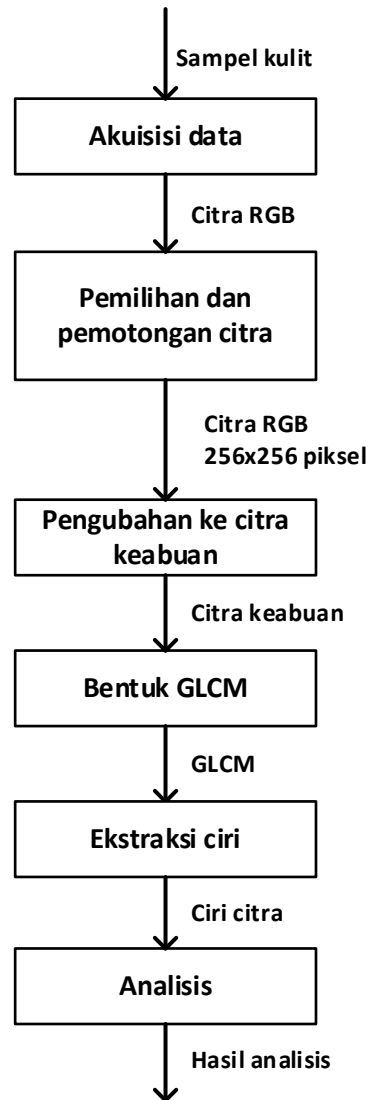 Sampel kulit
Akuisisi data
Citra RGB
Pemilihan dan
pemotongan citra
Citra RGB
256x256 piksel
Pengubahan ke citra
keabuan
Citra keabuan
Bentuk GLCM
GLCM
Ekstraksi ciri
Ciri citra
Analisis
Hasil analisis